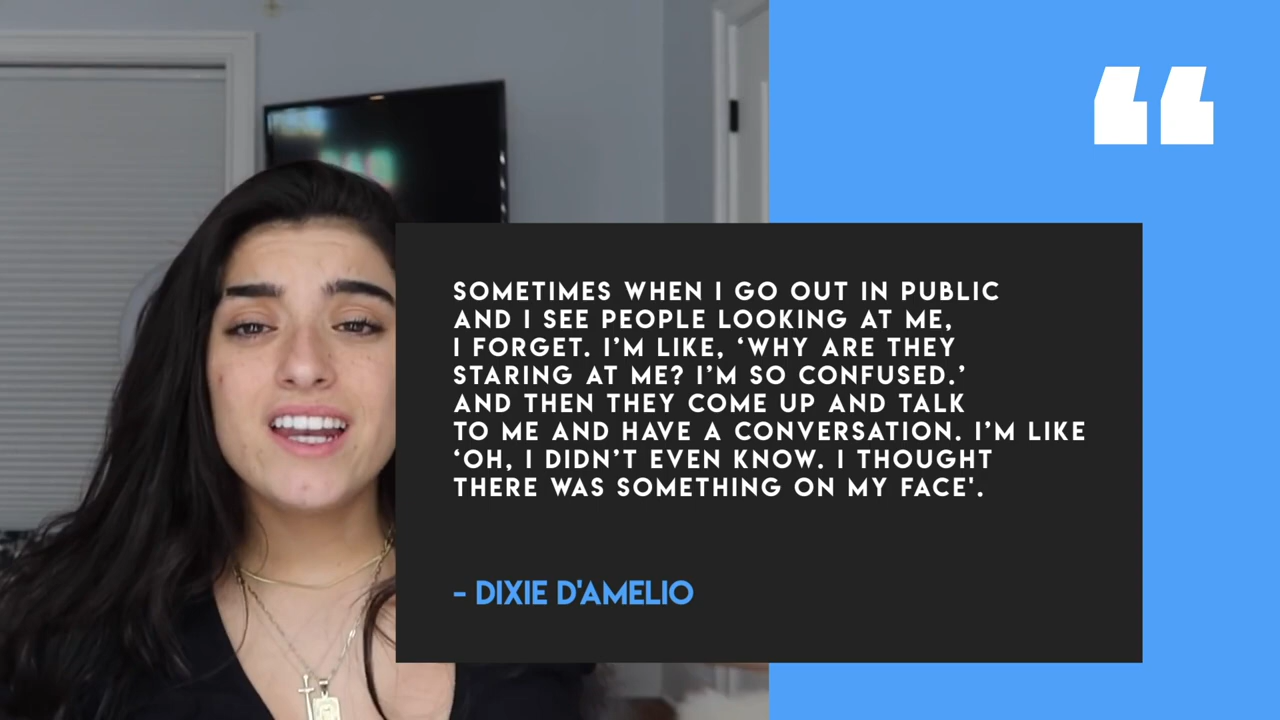 “
SOMETIMES WHEN I GO OUT IN PUBLIC
AND I SEE PEOPLE LOOKING AT ME,
I FORGET. I’M LIKE, ‘WHY ARE THEY
STARING AT ME? I’M SO CONFUSED.’
AND THEN THEY COME UP AND TALK
TO ME AND HAVE A CONVERSATION. I’M LIKE
‘OH, I DIDN’T EVEN KNOW. I THOUGHT
THERE WAS SOMETHING ON MY FACE'.
- DIXIE D'AMELIO